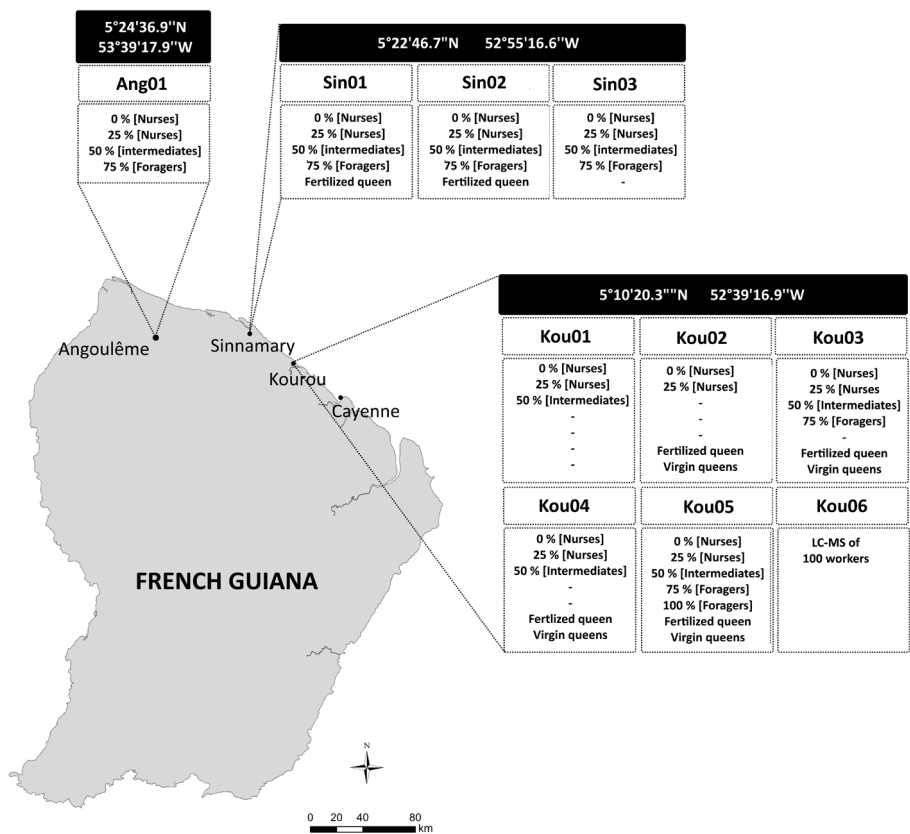 5°24'36.9''N
53°39'17.9''W
Ang01
0 % [Nurses]
25 % [Nurses]
50 % [intermediates]
75 % [Foragers]
5°22'46.7"N 52°55'16.6''W
Sin01
0 % [Nurses]
25 % [Nurses]
50 % [intermediates]
75 % [Foragers]
Fertilized queen
Sin02
0 % [Nurses]
25 % [Nurses]
50 % [intermediates]
75 % [Foragers]
Fertilized queen
Sin03
0 % [Nurses]
25 % [Nurses]
50 % [intermediates]
75 % [Foragers]
-
5°10'20.3""N 52°39'16.9''W
Kou01
0 % [Nurses]
25 % [Nurses]
50 % [Intermediates]
-
-
-
-
Kou02
0 % [Nurses]
25 % [Nurses]
-
-
-
Fertilized queen
Virgin queens
Kou03
0 % [Nurses]
25 % [Nurses
50 % [Intermediates]
75 % [Foragers]
-
Fertilized queen
Virgin queens
Kou04
0 % [Nurses]
25 % [Nurses]
50 % [Intermediates]
-
-
Fertlized queen
Virgin queens
Kou05
0 % [Nurses]
25 % [Nurses]
50 % [Intermediates]
75 % [Foragers]
100 % [Foragers]
Fertilized queen
Virgin queens
Kou06
LC-MS of
100 workers
Angoulême
Sinnamary
Kourou
Cayenne
FRENCH GUIANA
N
0 20 40 80
km